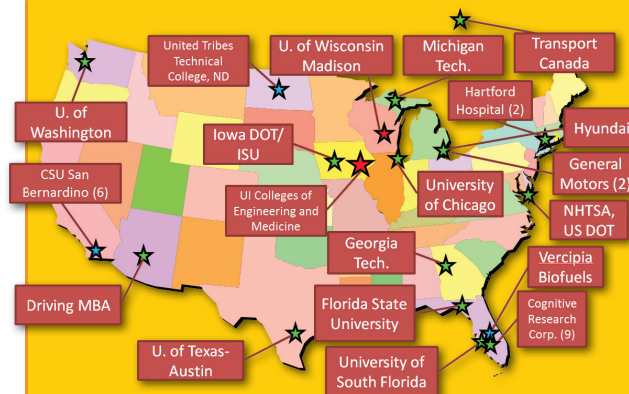 United Tribes
Technical
College, ND
U. of Wisconsin
Madison
Michigan
Tech.
Transport
Canada
U. of
Washington
Iowa DOT/
ISU
Hartford
Hospital (2)
Hyundai
CSU San
Bernardino (6)
UI Colleges of
Engineering and
Medicine
University
of Chicago
General
Motors (2)
NHTSA,
US DOT
Georgia
Tech.
Vercipia
Biofuels
Driving MBA
Florida State
University
Cognitive
Research
Corp. (9)
U. of Texas-
Austin
University of
South Florida